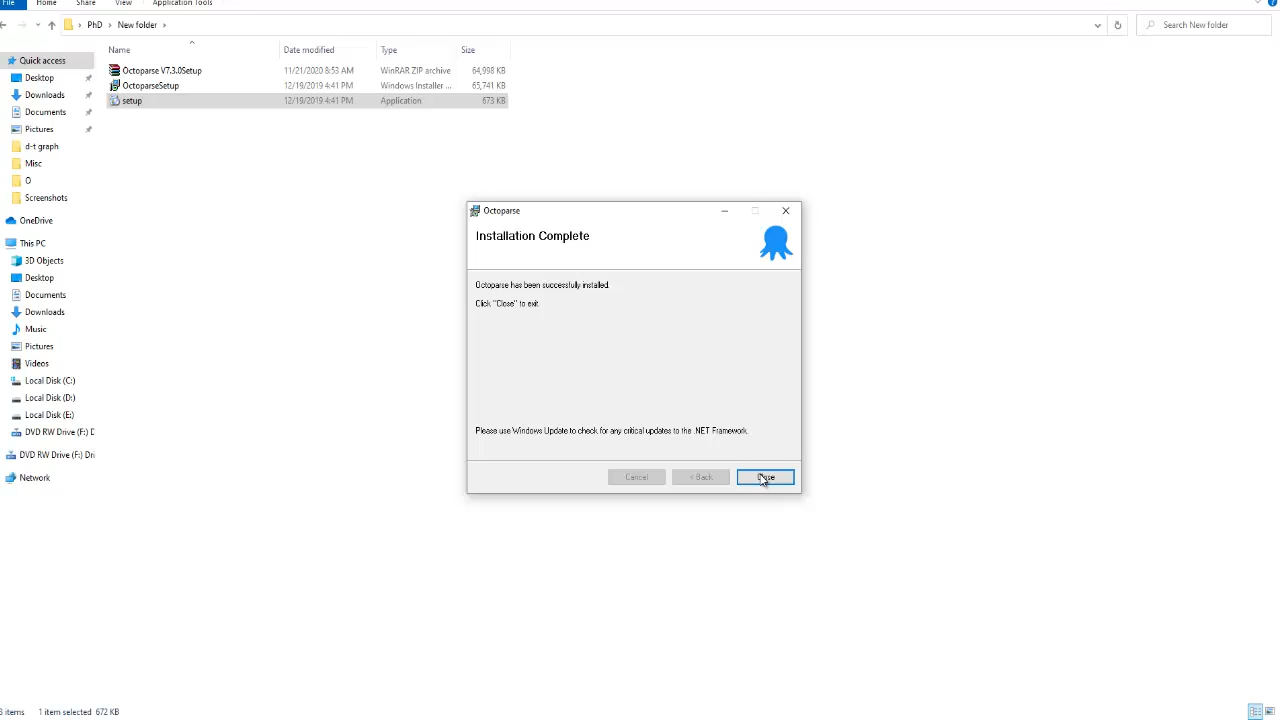 File Home Share View Application Tools
PhD New folder Search New folder
Name Date modified Type Size
Octoparse V7.3.0Setup 11/21/2020 8:53 AM WinRAR ZIP archive 64,998 KB
OctoparseSetup 12/19/2019 4:41 PM Windows Installer ... 65,741 KB
setup 12/19/2019 4:41 PM Application 673 KB
Quick access
Desktop
Downloads
Documents
Pictures
d-t graph
Misc
O
Screenshots
OneDrive
This PC
3D Objects
Desktop
Documents
Downloads
Music
Pictures
Videos
Local Disk (C:)
Local Disk (D:)
Local Disk (E:)
DVD RW Drive (F:) D
DVD RW Drive (F:) Dri
Network
Octoparse
Installation Complete
Octoparse has been successfully installed.
Click "Close" to exit.
Please use Windows Update to check for any critical updates to the .NET Framework.
Cancel < Back Close
3 items 1 item selected 672 KB